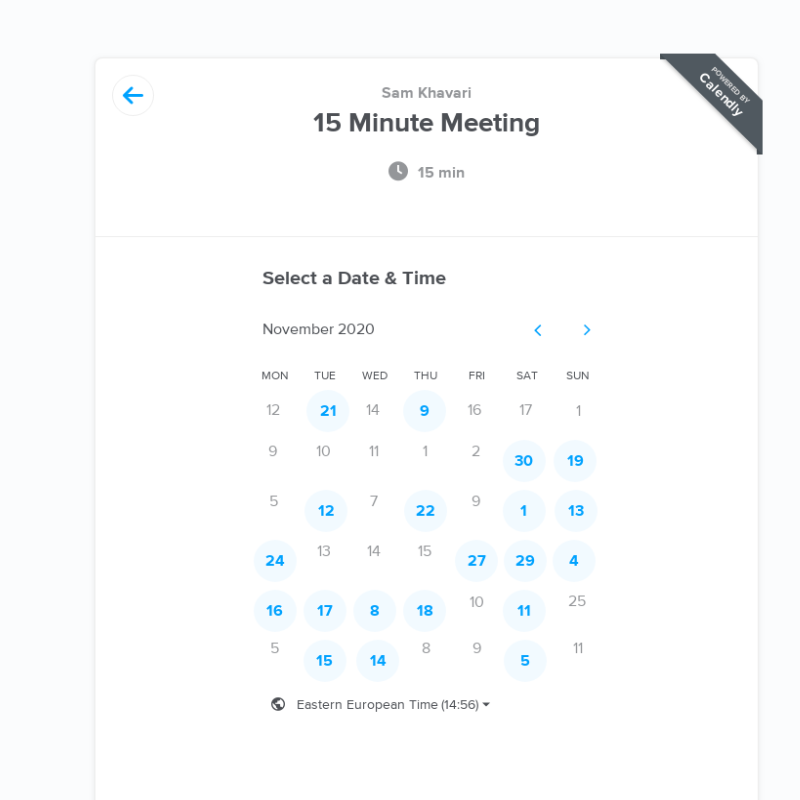 POWERED BY
Calendly
Sam Khavari
15 Minute Meeting
15 min
Select a Date & Time
November 2020
MON TUE WED THU FRI SAT SUN
12 21 14 9 16 17 1
9 10 11 1 2 30 19
5 12 7 22 9 1 13
24 13 14 15 27 29 4
16 17 8 18 10 11 25
5 15 14 8 9 5 11
Eastern European Time (14:56)